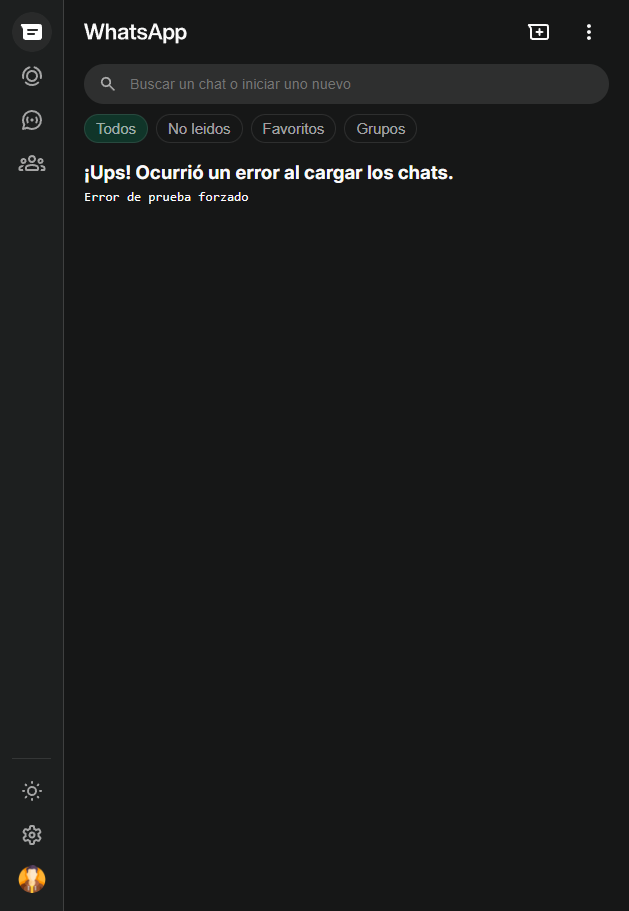 WhatsApp
Buscar un chat o iniciar uno nuevo
Todos No leidos Favoritos Grupos
¡Ups! Ocurrió un error al cargar los chats.
Error de prueba forzado